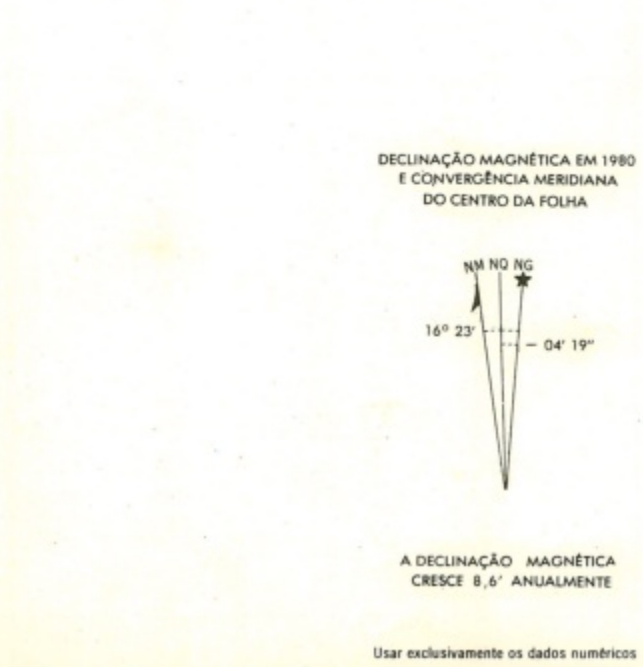 DECLINAÇÃO MAGNÉTICA EM 1980
E CONVERGÊNCIA MERIDIANA
DO CENTRO DA FOLHA
NM NQ NG
16º 23'
- 04' 19"
A DECLINAÇÃO MAGNÉTICA
CRESCE 8,6' ANUALMENTE
Usar exclusivamente os dados numéricos